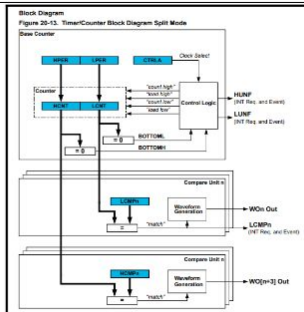 Block Diagram
Figure 20-13. Timer/Counter Block Diagram Split Mode
Base Counter
HPER
LPER
CTRLA
Clock Select
Counter
HCNT
LCNT
"count high"
"load high"
"count low"
"load low"
Control Logic
HUNF
(INT Req. and Event)
LUNF
(INT Req. and Event)
= 0
BOTTOML
= 0
BOTTOMH
Compare Unit n
LCMPn
Waveform
Generation
WOn Out
LCMPn
(INT Req. and Event)
=
"match"
Compare Unit n
HCMPn
Waveform
Generation
WO[n+3] Out
=
"match"